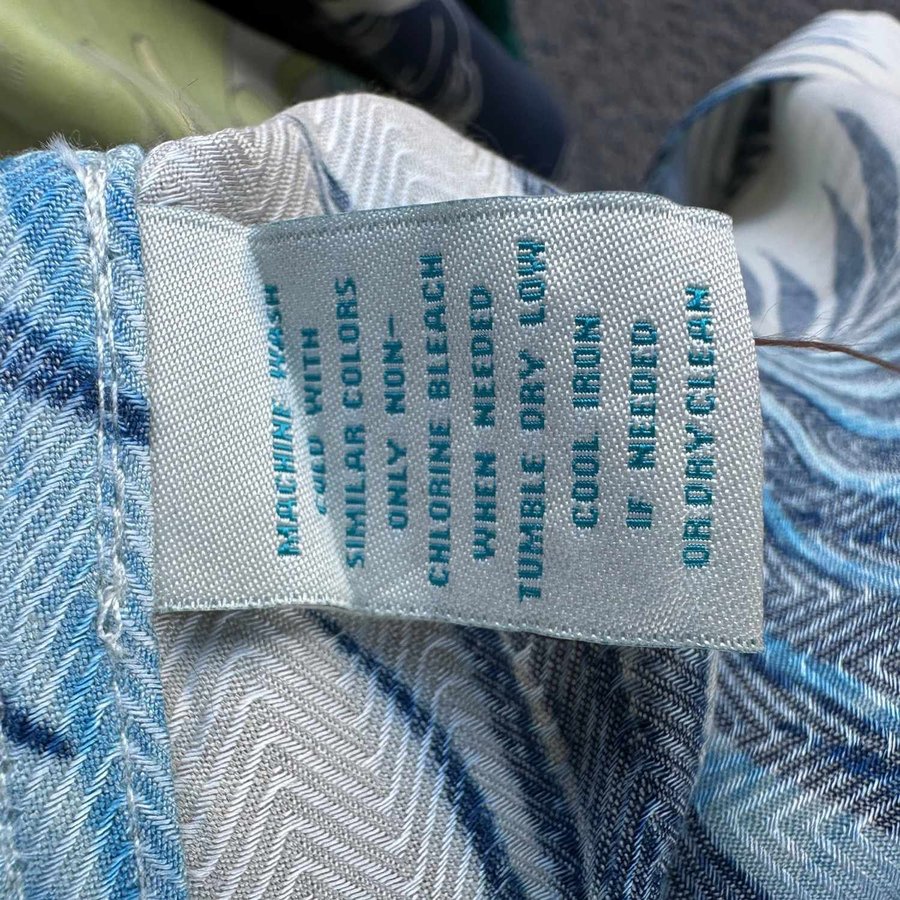 MACHINE WASH
WITH
SIMILAR COLORS
ONLY NON-
CHLORINE BLEACH
WHEN NEEDED
TUMBLE DRY LOW
COOL IRON
IF NEEDED
OR DRY CLEAN